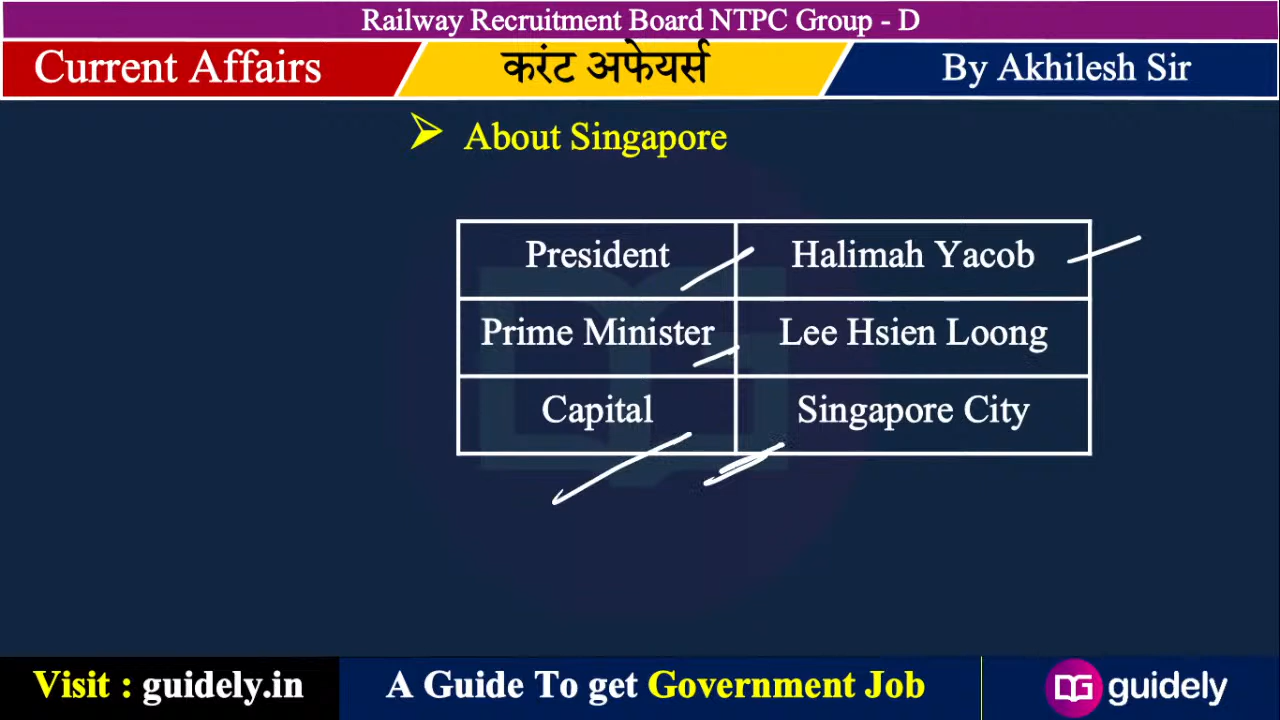 Railway Recruitment Board NTPC Group - D
Current Affairs
करंट अफेयर्स
By Akhilesh Sir
About Singapore
President
Halimah Yacob
Prime Minister
Lee Hsien Loong
Capital
Singapore City
Visit : guidely.in
A Guide To get Government Job
guidely